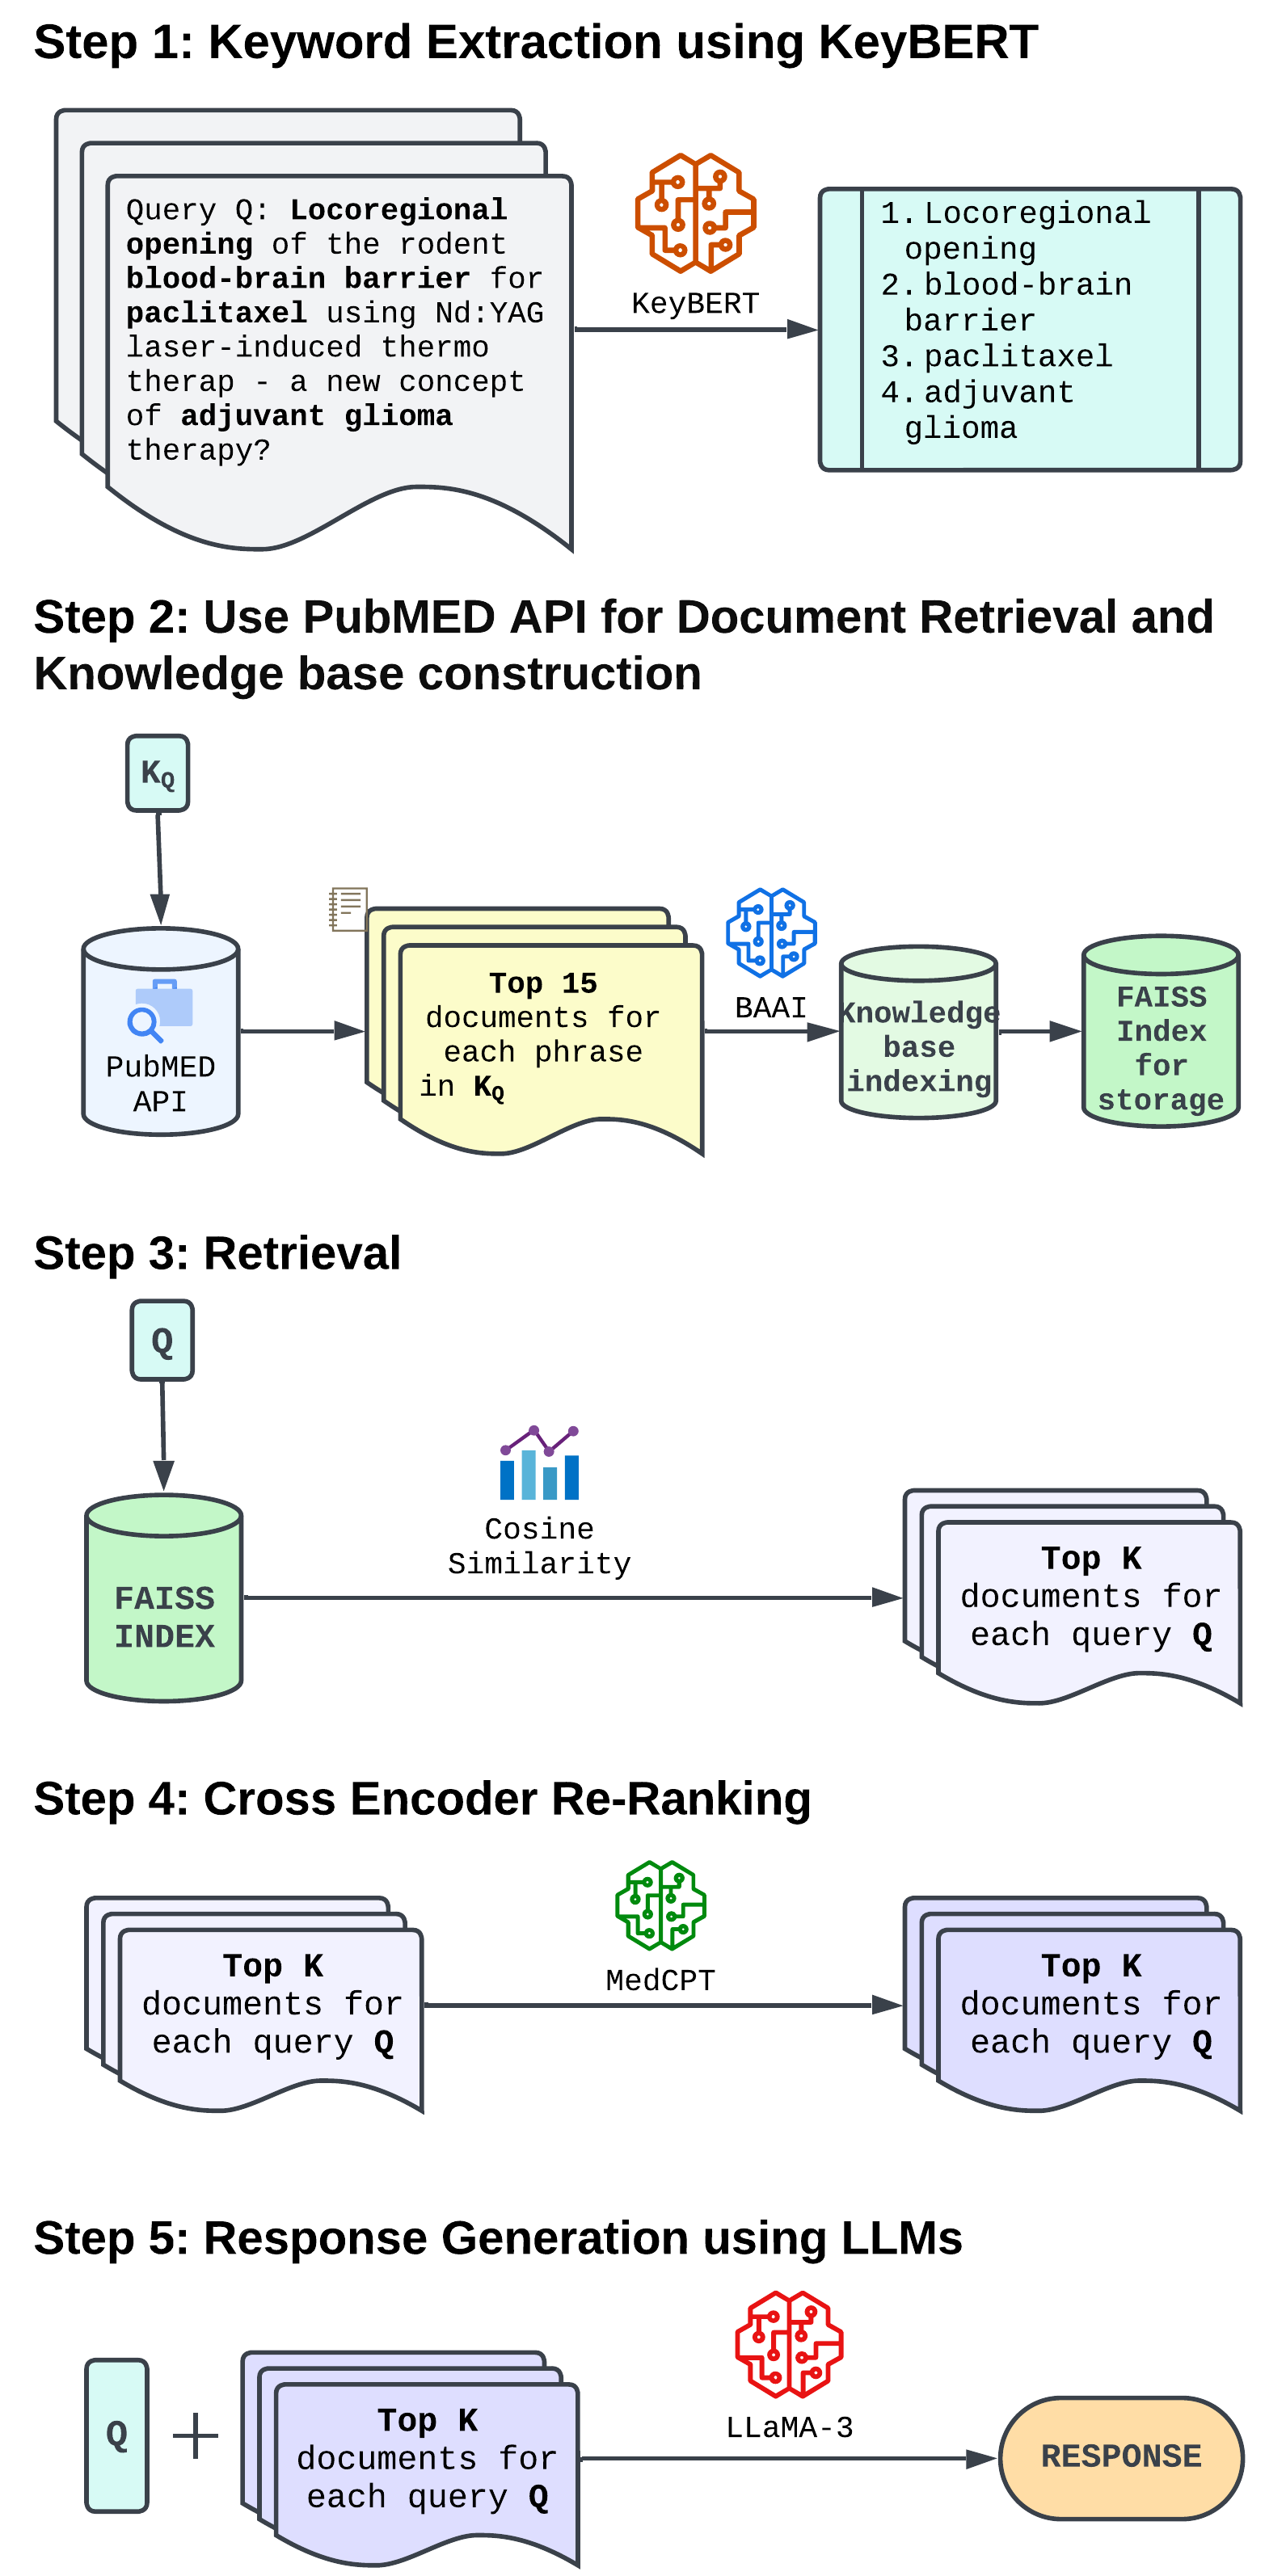 Step 1: Keyword Extraction using KeyBERT
Query Q: Locoregional
opening of the rodent
blood-brain barrier for
paclitaxel using Nd:YAG
laser-induced thermo
therap - a new concept
of adjuvant glioma
therapy?
KeyBERT
1. Locoregional
opening
2. blood-brain
barrier
3. paclitaxel
4. adjuvant
glioma
Step 2: Use PubMED API for Document Retrieval and
Knowledge base construction
KQ
PubMED
API
Top 15
documents for
each phrase
in KQ
BAAI
Knowledge
base
indexing
FAISS
Index
for
storage
Step 3: Retrieval
Q
FAISS
INDEX
Cosine
Similarity
Top K
documents for
each query Q
Step 4: Cross Encoder Re-Ranking
Top K
documents for
each query Q
MedCPT
Top K
documents for
each query Q
Step 5: Response Generation using LLMs
Q
+
Top K
documents for
each query Q
LLaMA-3
RESPONSE